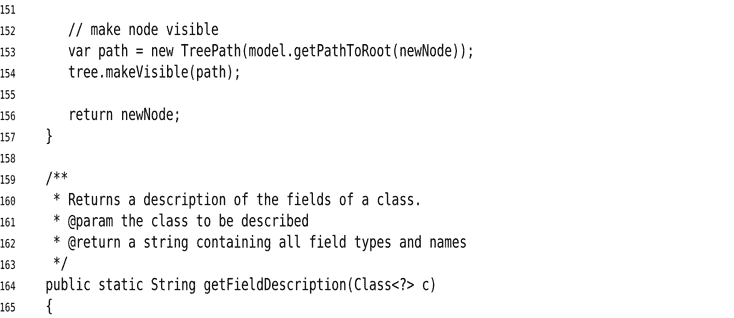 151
152       // make node visible
153       var path = new TreePath(model.getPathToRoot(newNode));
154       tree.makeVisible(path);
155
156       return newNode;
157    }
158
159    /**
160     * Returns a description of the fields of a class.
161     * @param the class to be described
162     * @return a string containing all field types and names
163     */
164    public static String getFieldDescription(Class<?> c)
165    {